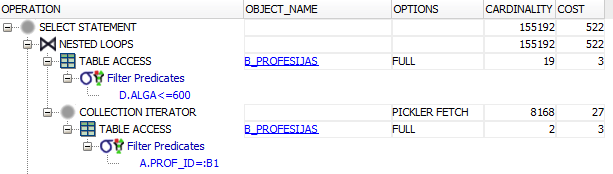 OPERATION OBJECT_NAME OPTIONS CARDINALITY COST
SELECT STATEMENT 155192 522
NESTED LOOPS 155192 522
TABLE ACCESS B_PROFESIJAS FULL 19 3
Filter Predicates
D.ALGA<=600
COLLECTION ITERATOR PICKLER FETCH 8168 27
TABLE ACCESS B_PROFESIJAS FULL 2 3
Filter Predicates
A.PROF_ID=:B1